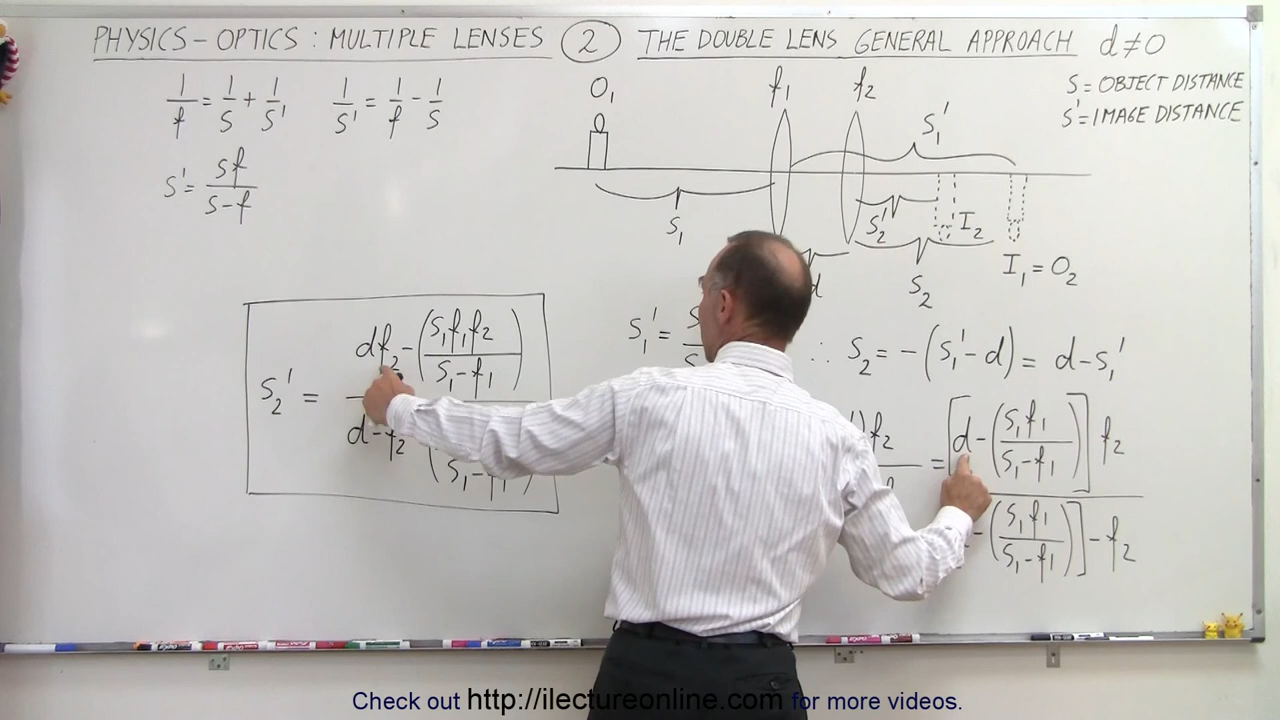 PHYSICS-OPTICS: MULTIPLE LENSES ② THE DOUBLE LENS GENERAL APPROACH d≠0
1/f = 1/s + 1/s'   1/s' = 1/f - 1/s
s' = sf/(s-f)
S = OBJECT DISTANCE
S' = IMAGE DISTANCE
O₁ f₁ f₂
S₁'
S₁ S₂' I₂
d S₂ I₁ = O₂
S₁' = S
∴ S₂ = -(S₁' - d) = d - S₁'
S₂' = df₂ - (S₁f₁f₂ / S₁-f₁)
d - f₂ (S₁-f₁)
)f₂ = [d - (S₁f₁ / S₁-f₁)] f₂
- (S₁f₁ / S₁-f₁)] - f₂
Check out http://ilectureonline.com for more videos.